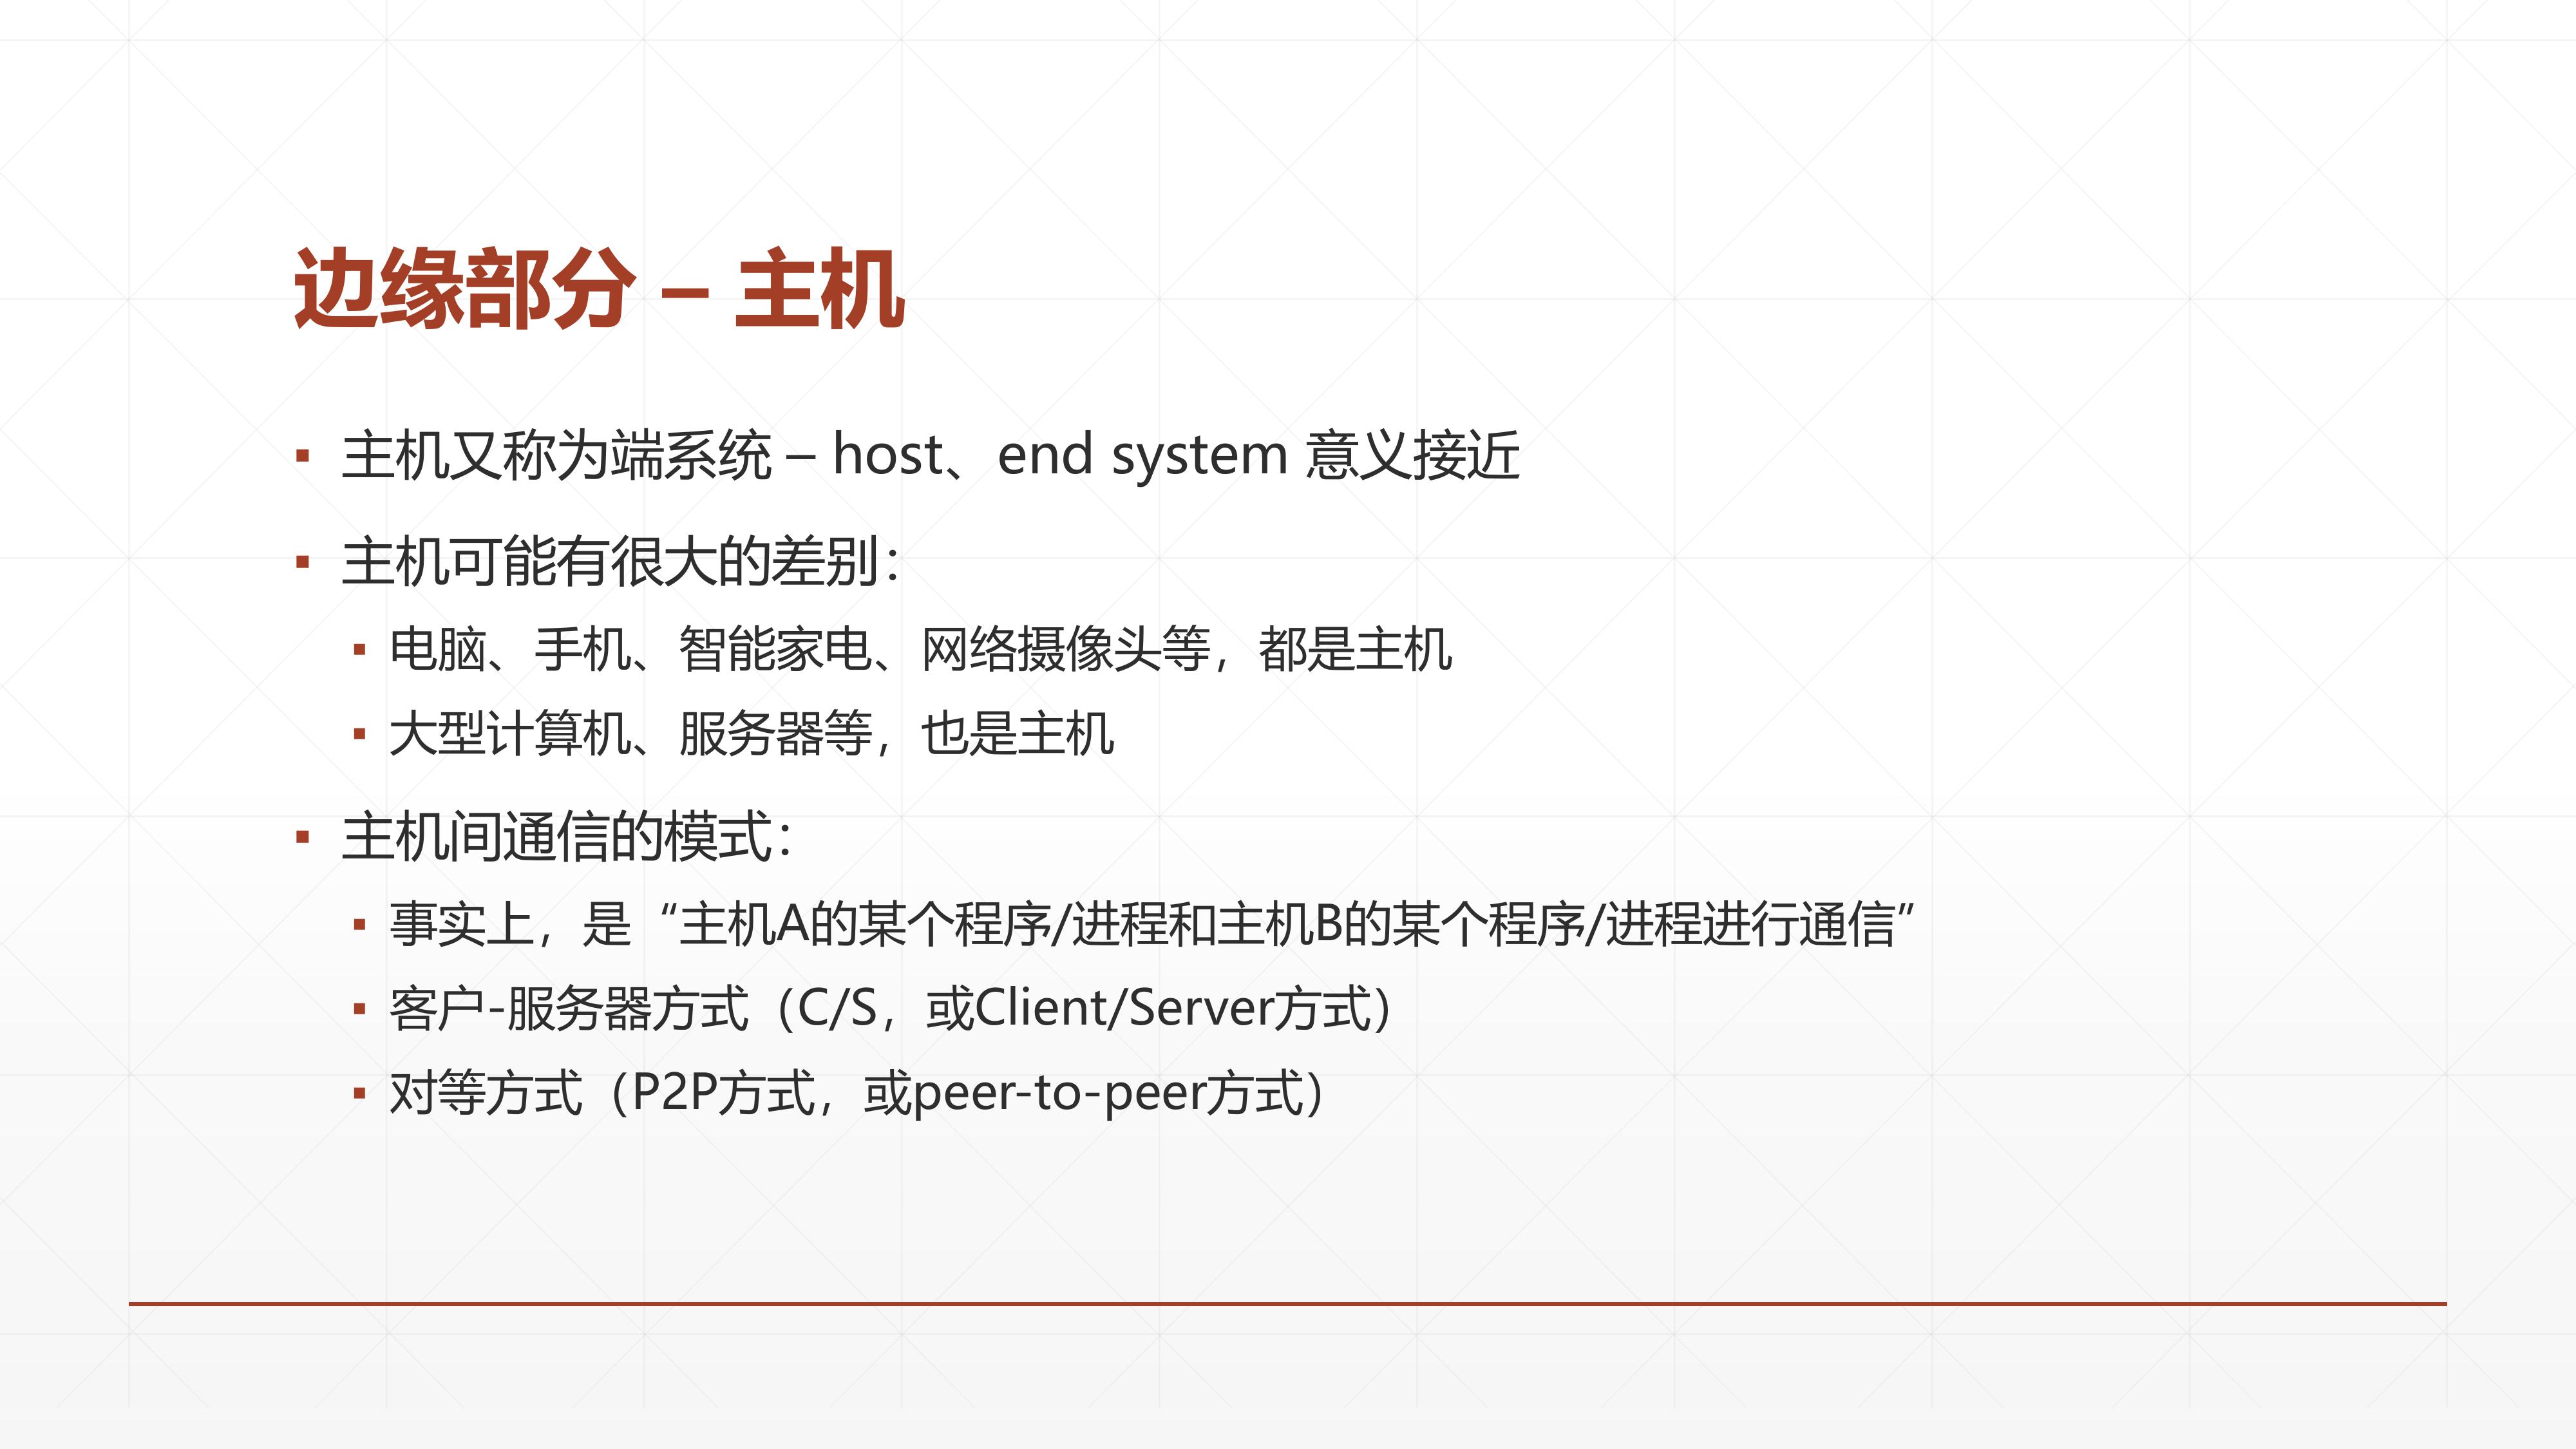 边缘部分 – 主机
▪ 主机又称为端系统 – host、end system 意义接近
▪ 主机可能有很大的差别：
▪ 电脑、手机、智能家电、网络摄像头等，都是主机
▪ 大型计算机、服务器等，也是主机
▪ 主机间通信的模式：
▪ 事实上，是“主机A的某个程序/进程和主机B的某个程序/进程进行通信”
▪ 客户-服务器方式（C/S，或Client/Server方式）
▪ 对等方式（P2P方式，或peer-to-peer方式）